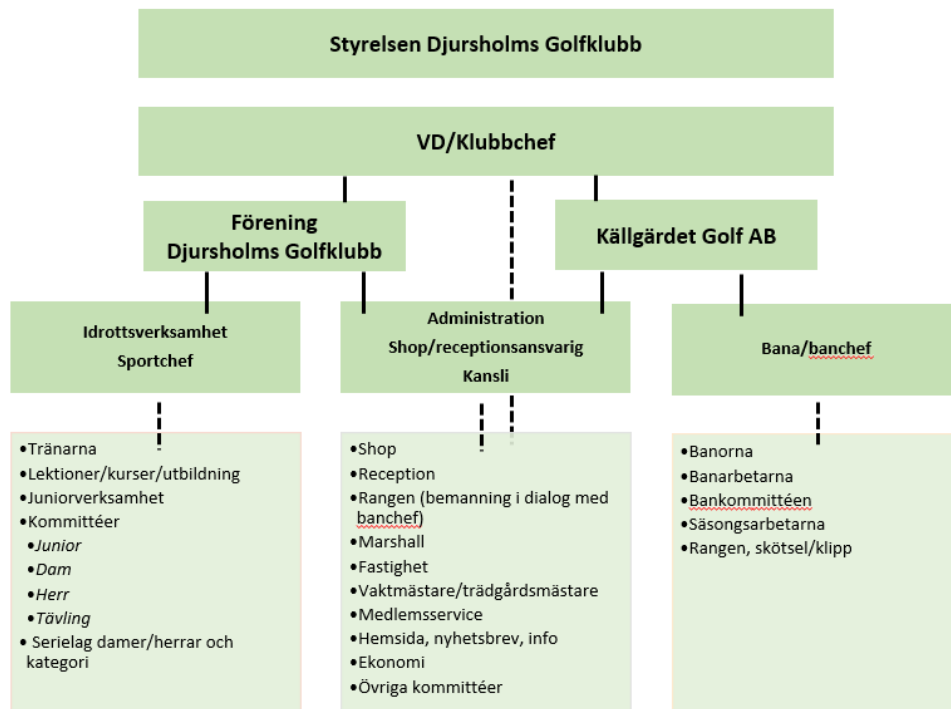 Styrelsen Djursholms Golfklubb
VD/Klubbchef
Förening
Djursholms Golfklubb
Källgärdet Golf AB
Idrottsverksamhet
Sportchef
Administration
Shop/receptionsansvarig
Kansli
Bana/banchef
•Tränarna
•Lektioner/kurser/utbildning
•Juniorverksamhet
•Kommittéer
•Junior
•Dam
•Herr
•Tävling
• Serielag damer/herrar och
kategori
•Shop
•Reception
•Rangen (bemanning i dialog med
banchef)
•Marshall
•Fastighet
•Vaktmästare/trädgårdsmästare
•Medlemsservice
•Hemsida, nyhetsbrev, info
•Ekonomi
•Övriga kommittéer
•Banorna
•Banarbetarna
•Bankommittéen
•Säsongsarbetarna
•Rangen, skötsel/klipp